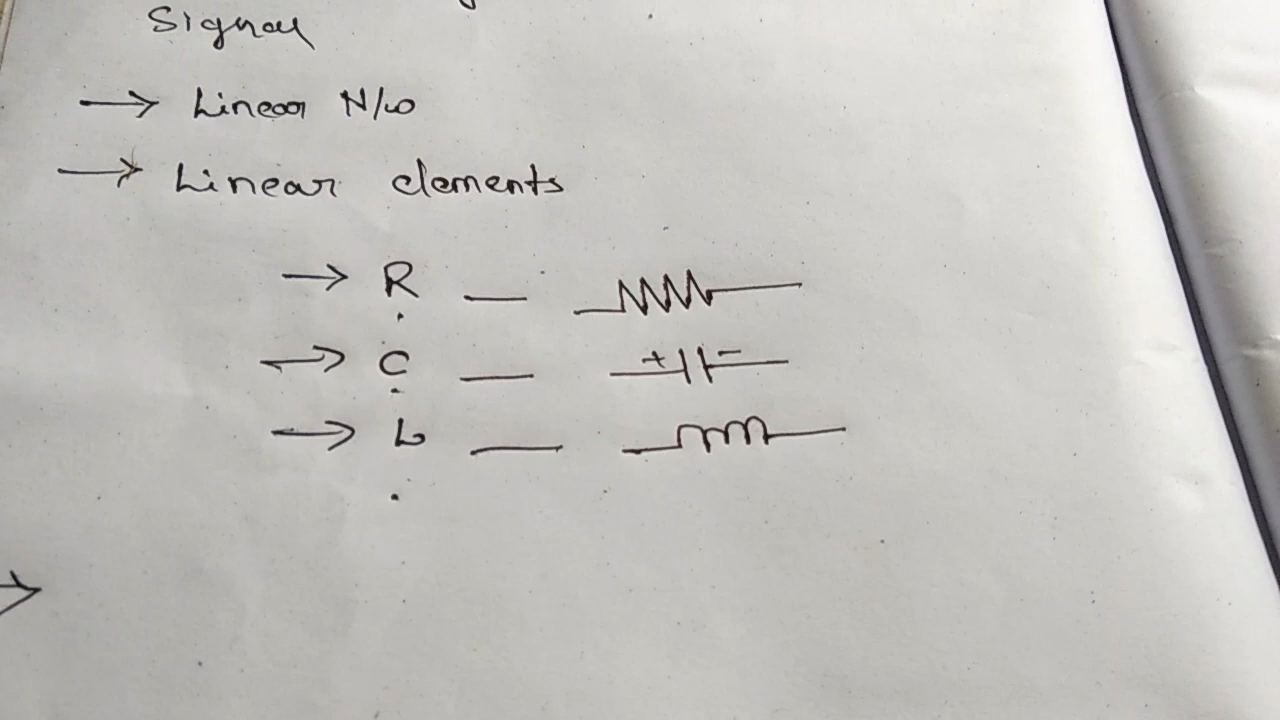 Signal
→ Linear N/w
→ Linear elements
→ R —
→ C — + -
→ L —